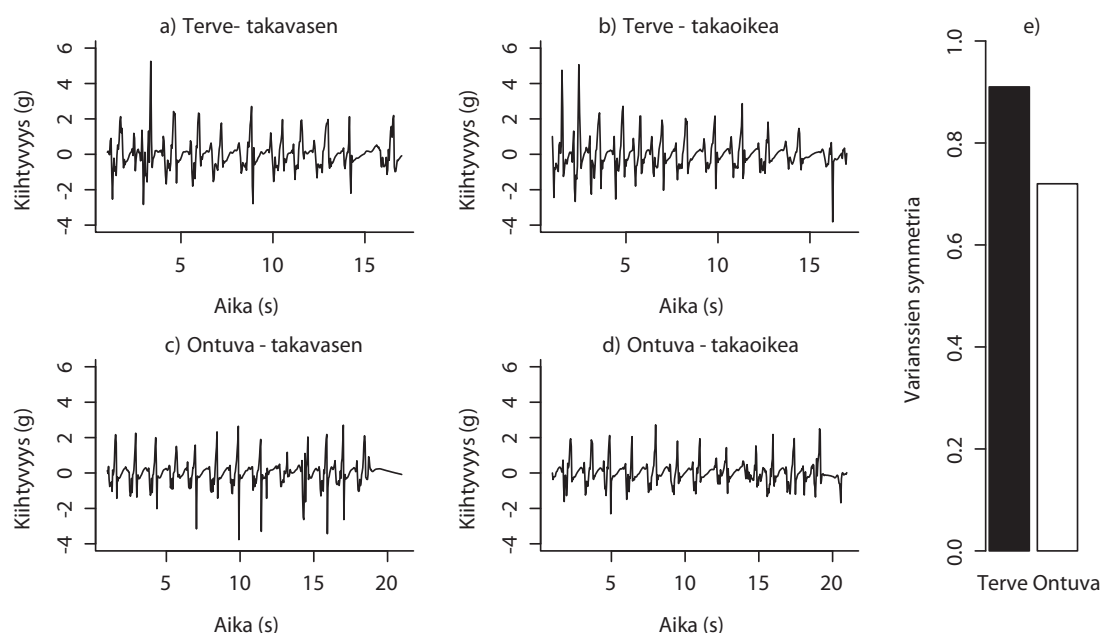 a) Terve- takavasen
6
4
2
0
-2
-4
Kiihtyvyys (g)
5
10
15
Aika (s)
b) Terve - takaoikea
6
4
2
0
-2
-4
Kiihtyvyys (g)
5
10
15
Aika (s)
c) Ontuva - takavasen
6
4
2
0
-2
-4
Kiihtyvyys (g)
5
10
15
20
Aika (s)
d) Ontuva - takaoikea
6
4
2
0
-2
-4
Kiihtyvyys (g)
5
10
15
20
Aika (s)
e)
1.0
0.8
0.6
0.4
0.2
0.0
Varianssien symmetria
Terve Ontuva